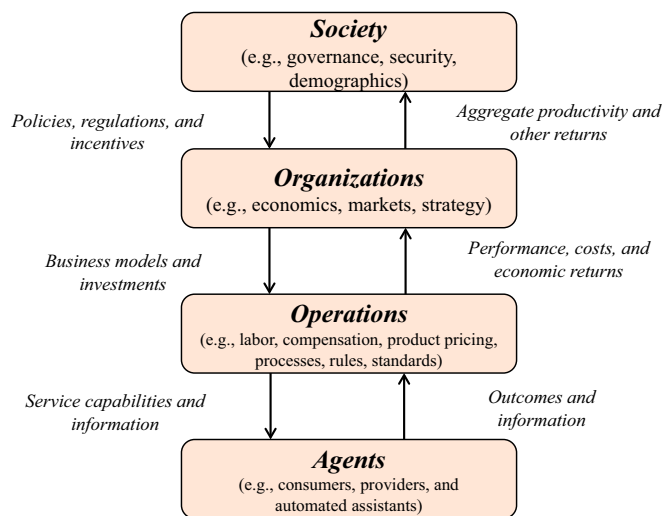 Society
(e.g., governance, security,
demographics)
Policies, regulations, and
incentives
Aggregate productivity and
other returns
Organizations
(e.g., economics, markets, strategy)
Business models and
investments
Performance, costs, and
economic returns
Operations
(e.g., labor, compensation, product pricing,
processes, rules, standards)
Service capabilities and
information
Outcomes and
information
Agents
(e.g., consumers, providers, and
automated assistants)